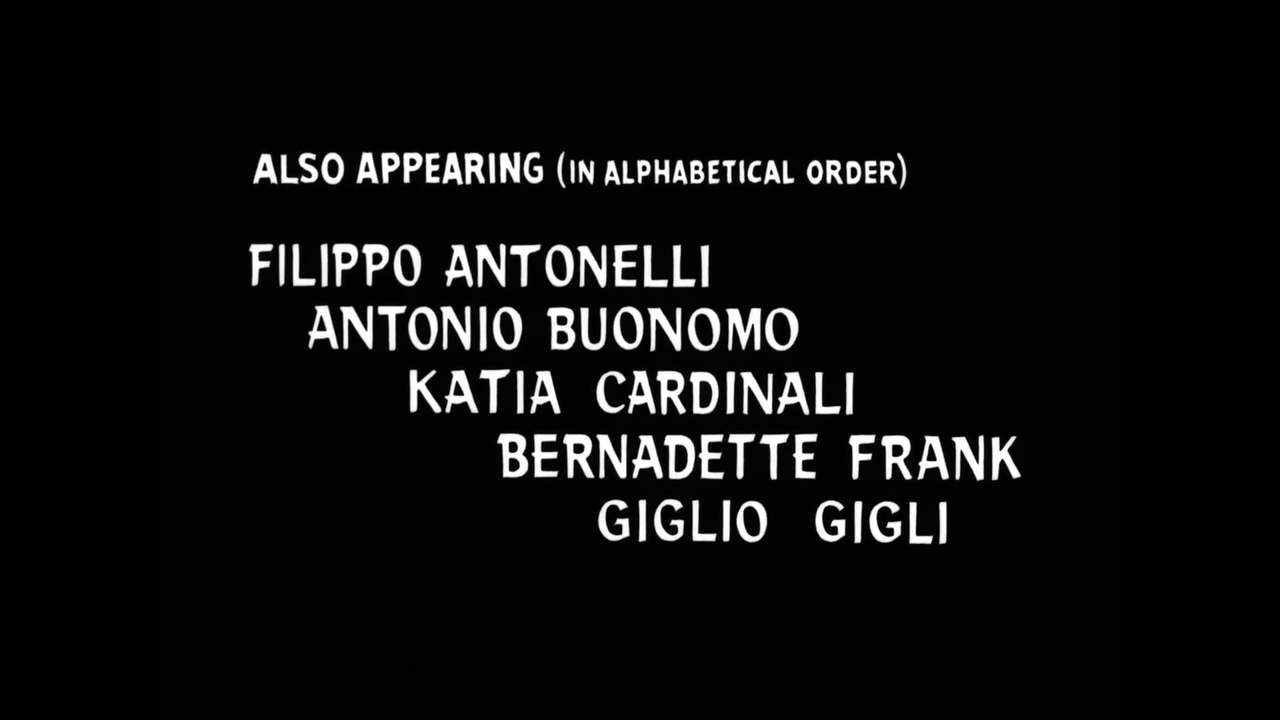 ALSO APPEARING (IN ALPHABETICAL ORDER)
FILIPPO ANTONELLI
ANTONIO BUONOMO
KATIA CARDINALI
BERNADETTE FRANK
GIGLIO GIGLI